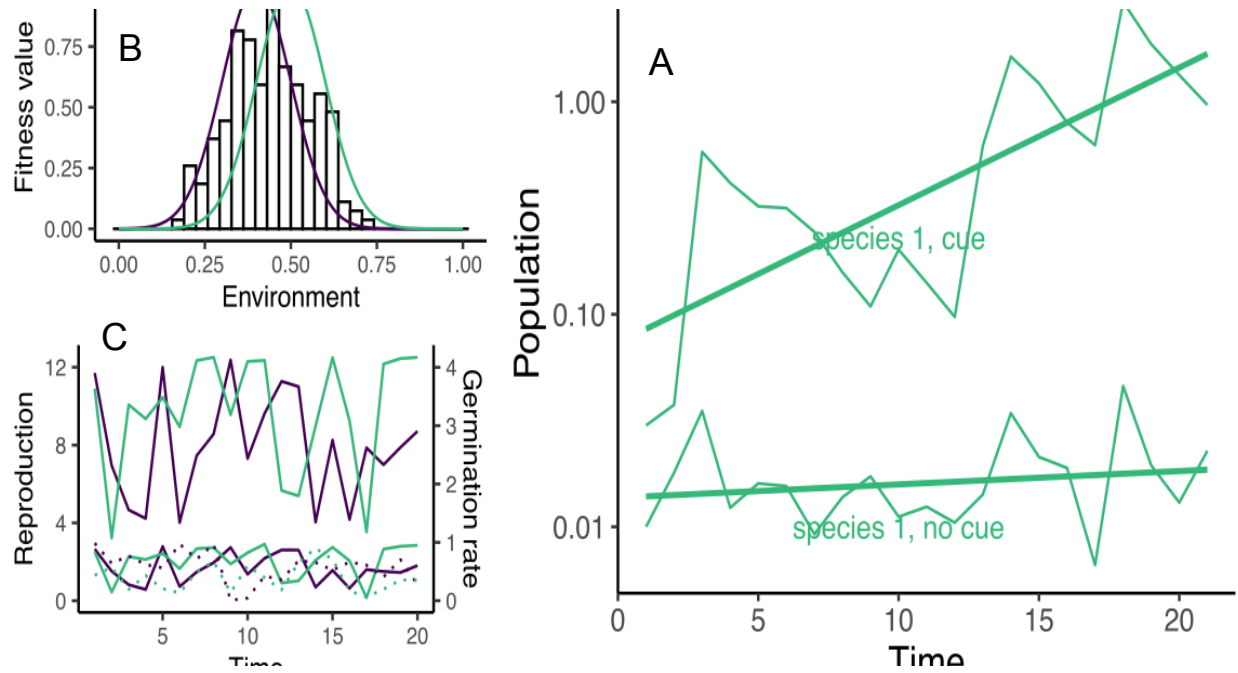 B
Fitness value
0.75
0.50
0.25
0.00
0.00 0.25 0.50 0.75 1.00
Environment
A
Population
1.00
0.10
0.01
species 1, cue
species 1, no cue
0 5 10 15 20
Time
C
Reproduction
12
8
4
0
Germination rate
4
3
2
1
0
5 10 15 20
Time